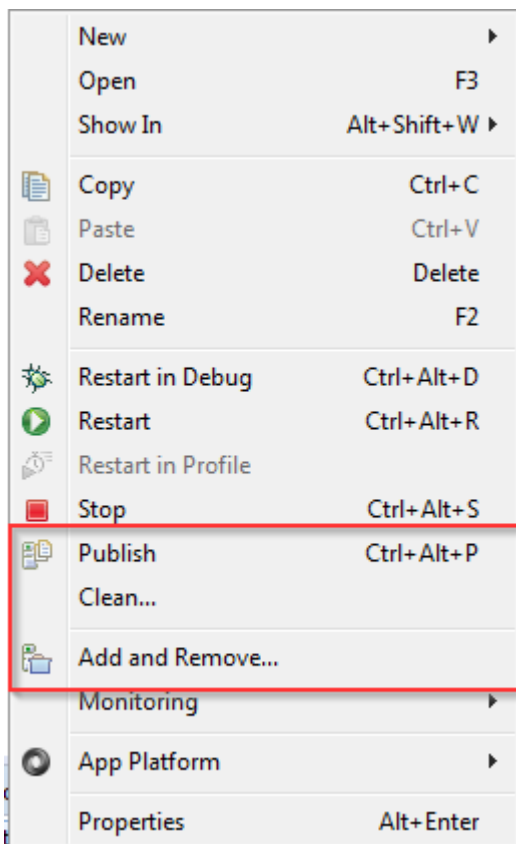 New
Open F3
Show In Alt+Shift+W
Copy Ctrl+C
Paste Ctrl+V
Delete Delete
Rename F2
Restart in Debug Ctrl+Alt+D
Restart Ctrl+Alt+R
Restart in Profile
Stop Ctrl+Alt+S
Publish Ctrl+Alt+P
Clean...
Add and Remove...
Monitoring
App Platform
Properties Alt+Enter